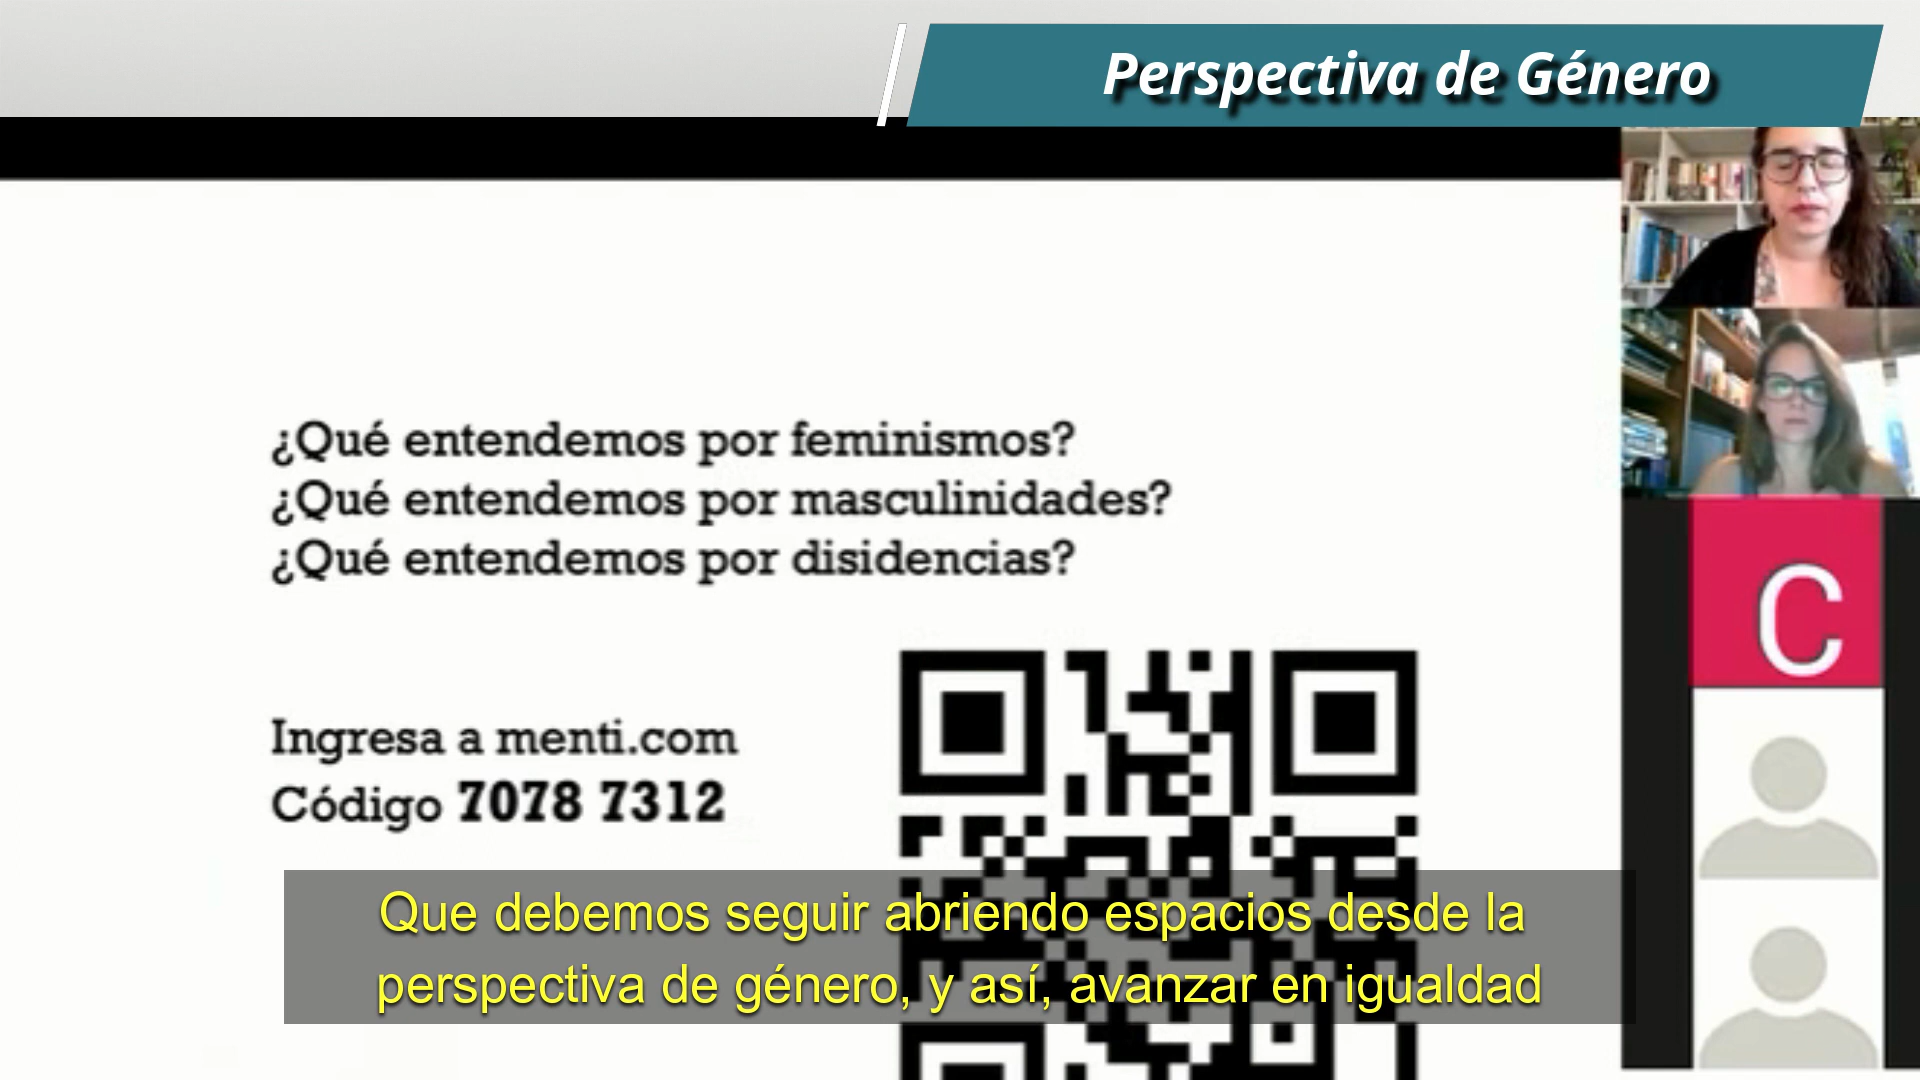 Perspectiva de Género
¿Qué entendemos por feminismos?
¿Qué entendemos por masculinidades?
¿Qué entendemos por disidencias?
Ingresa a menti.com
Código 7078 7312
C
Que debemos seguir abriendo espacios desde la
perspectiva de género, y así, avanzar en igualdad